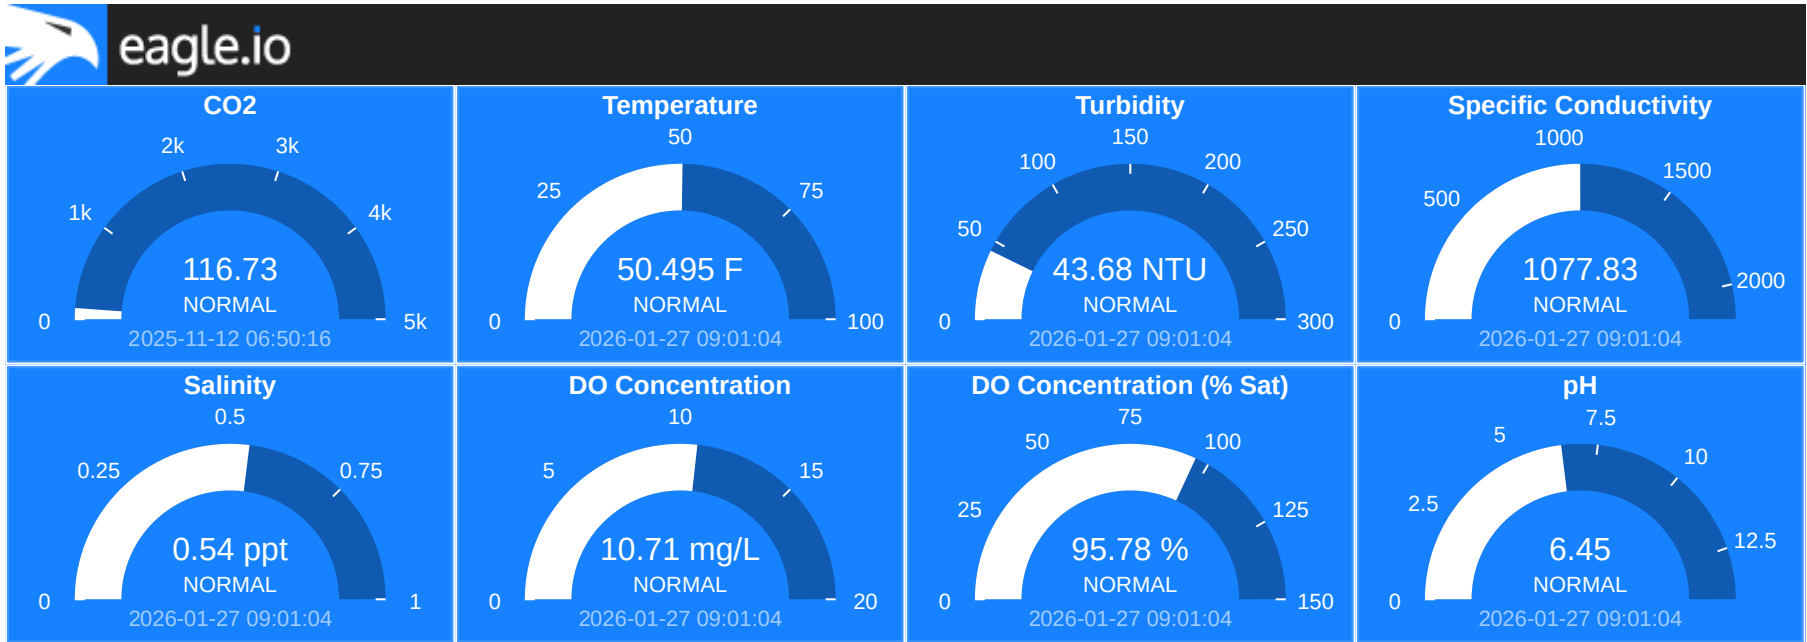 eagle.io
CO2
2k
3k
1k
4k
116.73
NORMAL
0
5k
2025-11-12 06:50:16
Temperature
50
25
75
50.495 F
NORMAL
0
100
2026-01-27 09:01:04
Turbidity
150
100
200
50
250
43.68 NTU
NORMAL
0
300
2026-01-27 09:01:04
Specific Conductivity
1000
1500
500
1077.83
2000
NORMAL
0
2026-01-27 09:01:04
Salinity
0.5
0.25
0.75
0.54 ppt
NORMAL
0
1
2026-01-27 09:01:04
DO Concentration
10
5
15
10.71 mg/L
NORMAL
0
20
2026-01-27 09:01:04
DO Concentration (% Sat)
75
50
100
25
125
95.78 %
NORMAL
0
150
2026-01-27 09:01:04
pH
7.5
5
10
2.5
12.5
6.45
NORMAL
0
2026-01-27 09:01:04